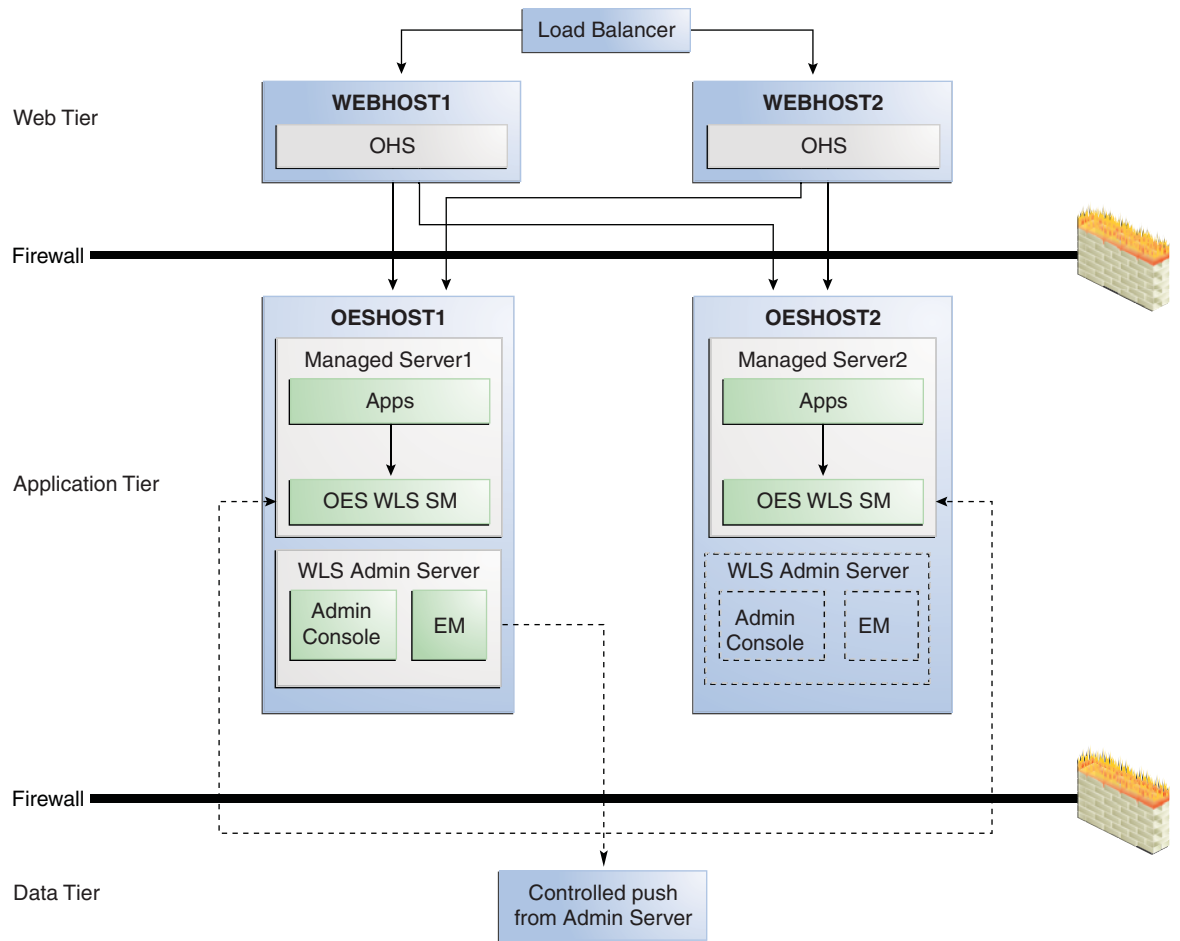 Load Balancer
Web Tier
WEBHOST1
OHS
WEBHOST2
OHS
Firewall
Application Tier
OESHOST1
Managed Server1
Apps
OES WLS SM
WLS Admin Server
Admin
Console
EM
OESHOST2
Managed Server2
Apps
OES WLS SM
WLS Admin Server
Admin
Console
EM
Firewall
Data Tier
Controlled push
from Admin Server